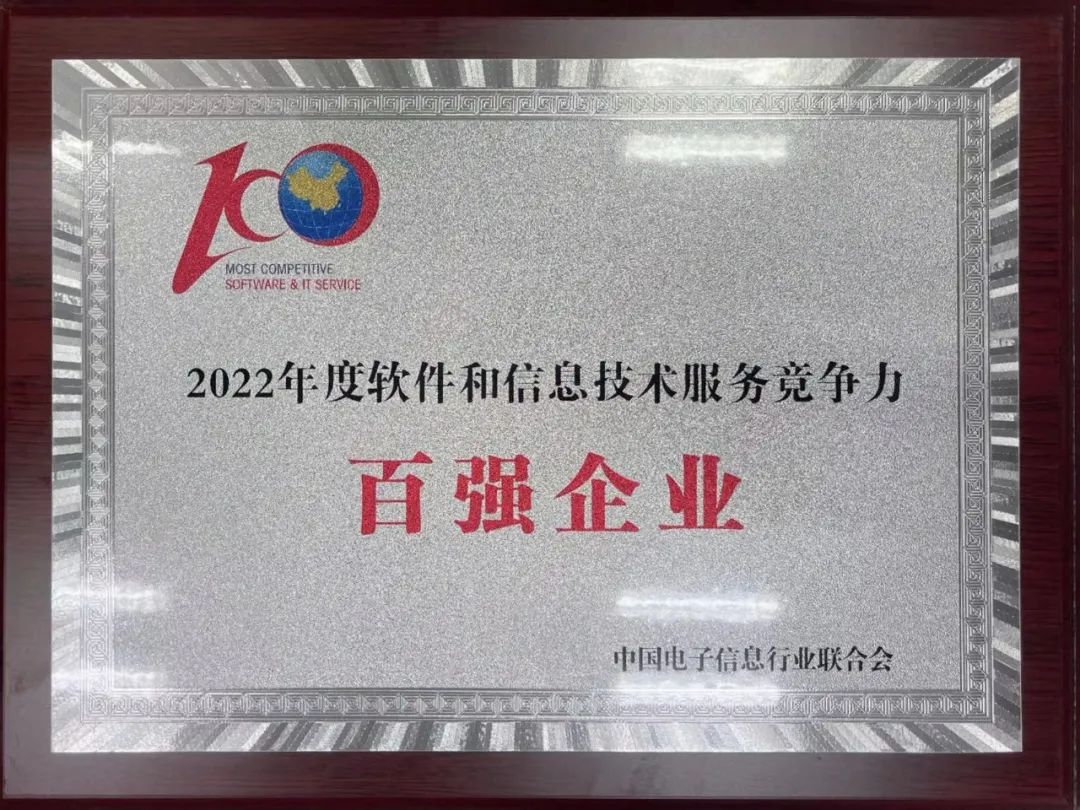 100
MOST COMPETITIVE
SOFTWARE & IT SERVICE
2022年度软件和信息技术服务竞争力
百强企业
中国电子信息行业联合会